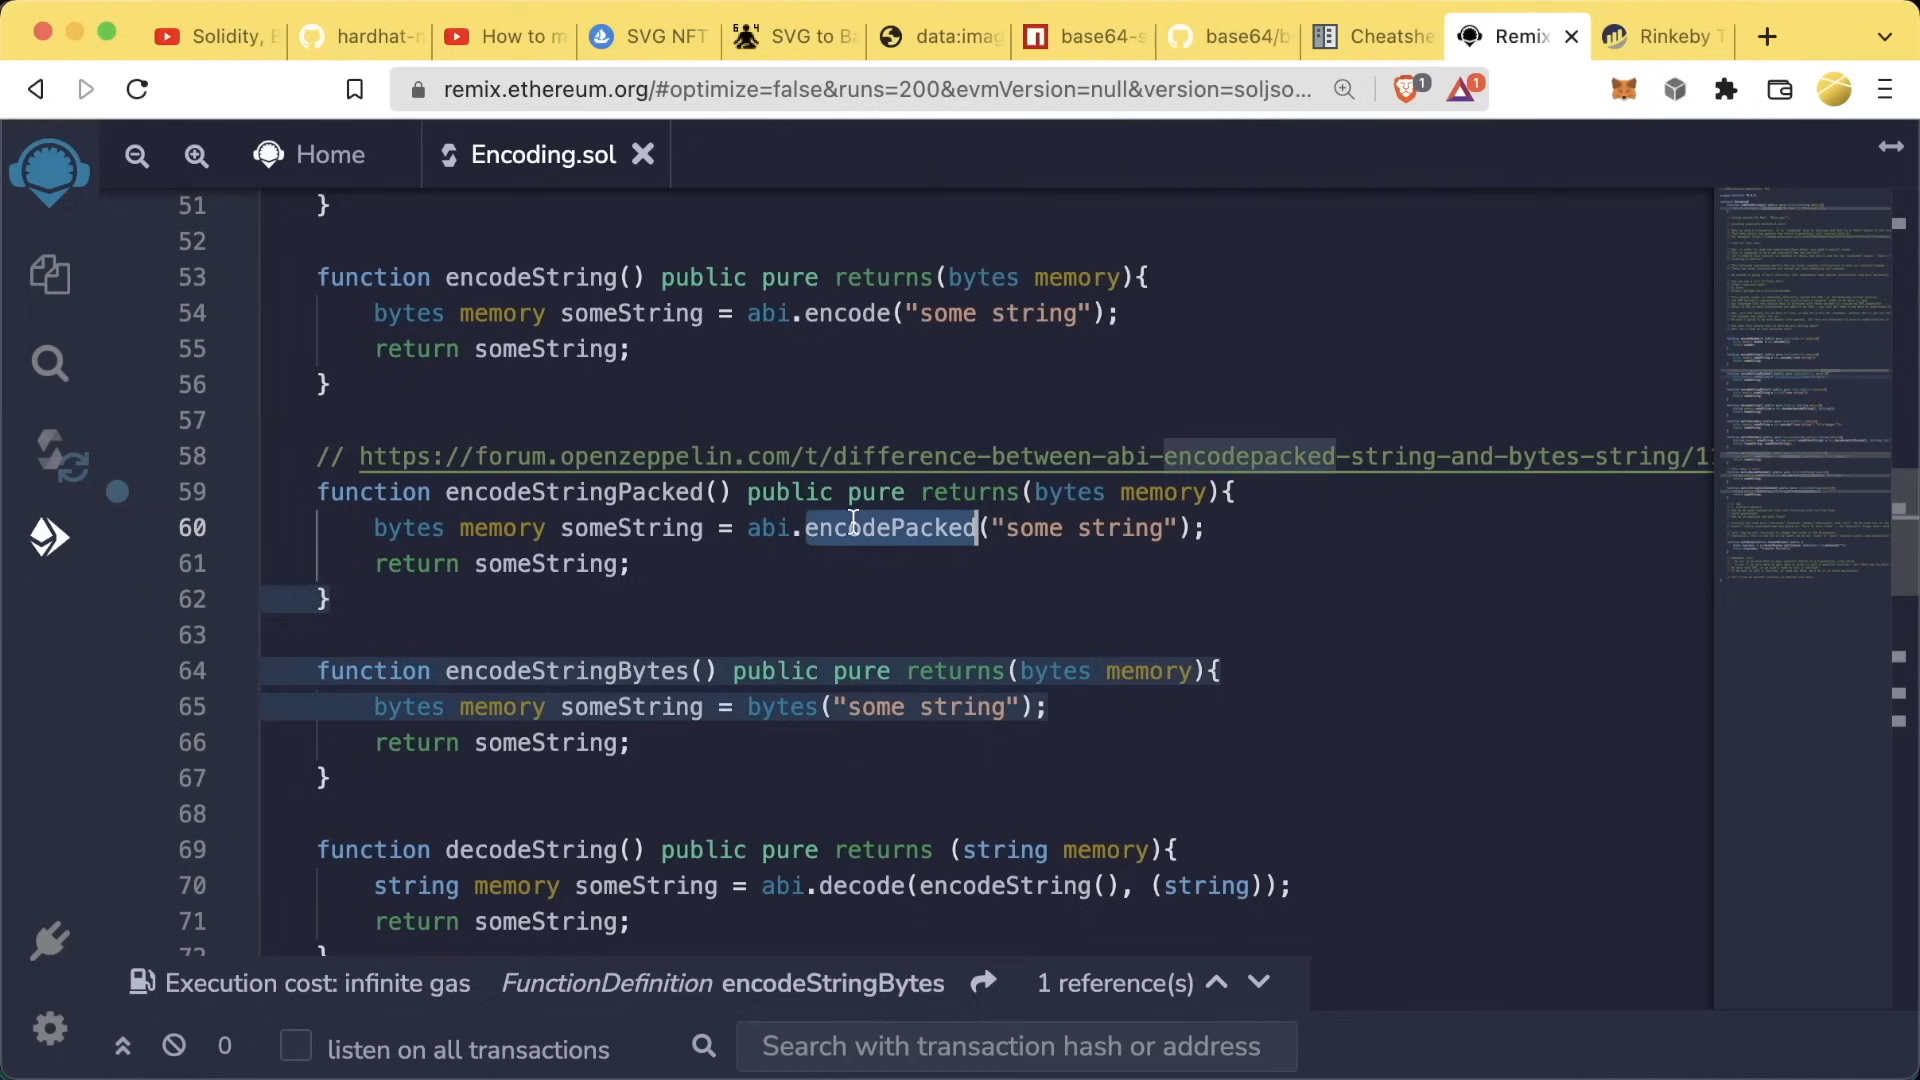 Solidity, B
hardhat-n
How to m
SVG NFT
SVG to Ba
data:imag
base64-s
base64/b
Cheatshe
Remix
Rinkeby T
remix.ethereum.org/#optimize=false&runs=200&evmVersion=null&version=soljso...
1
1
Home
Encoding.sol
51 }
52
53 function encodeString() public pure returns(bytes memory){
54 bytes memory someString = abi.encode("some string");
55 return someString;
56 }
57
58 // https://forum.openzeppelin.com/t/difference-between-abi-encodepacked-string-and-bytes-string/11
59 function encodeStringPacked() public pure returns(bytes memory){
60 bytes memory someString = abi.encodePacked("some string");
61 return someString;
62 }
63
64 function encodeStringBytes() public pure returns(bytes memory){
65 bytes memory someString = bytes("some string");
66 return someString;
67 }
68
69 function decodeString() public pure returns (string memory){
70 string memory someString = abi.decode(encodeString(), (string));
71 return someString;
72 }
Execution cost: infinite gas FunctionDefinition encodeStringBytes 1 reference(s)
0 listen on all transactions Search with transaction hash or address